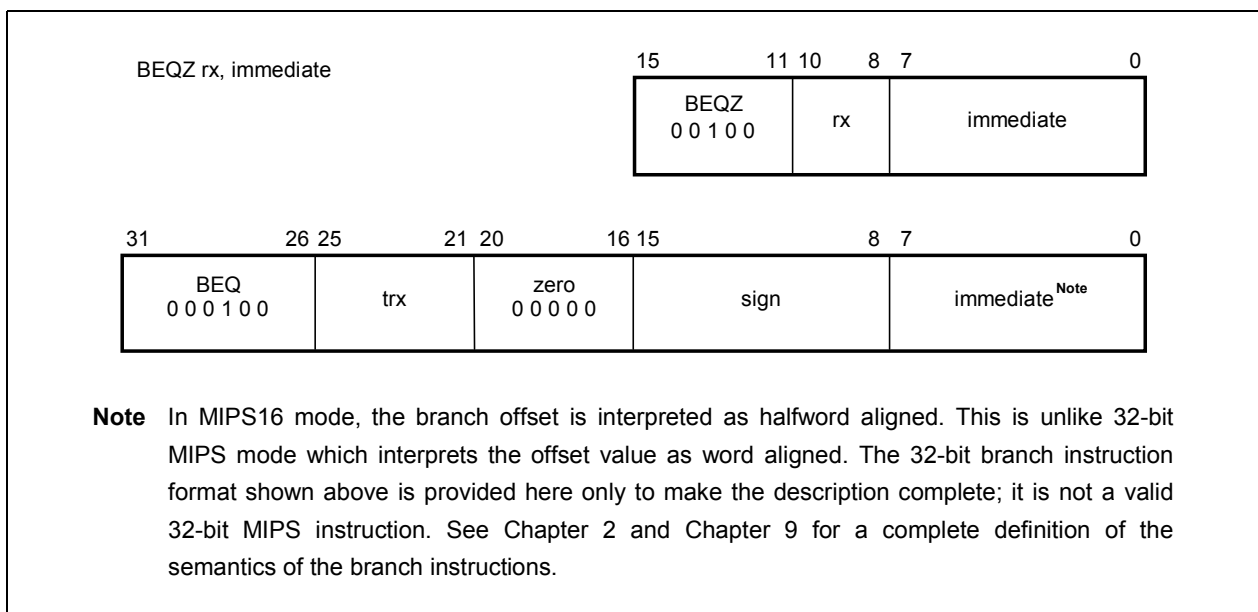 BEQZ rx, immediate
15 11 10 8 7 0
BEQZ rx immediate
0 0 1 0 0
31 26 25 21 20 16 15 8 7 0
BEQ trx zero sign immediate Note
0 0 0 1 0 0 0 0 0 0 0
Note In MIPS16 mode, the branch offset is interpreted as halfword aligned. This is unlike 32-bit
MIPS mode which interprets the offset value as word aligned. The 32-bit branch instruction
format shown above is provided here only to make the description complete; it is not a valid
32-bit MIPS instruction. See Chapter 2 and Chapter 9 for a complete definition of the
semantics of the branch instructions.